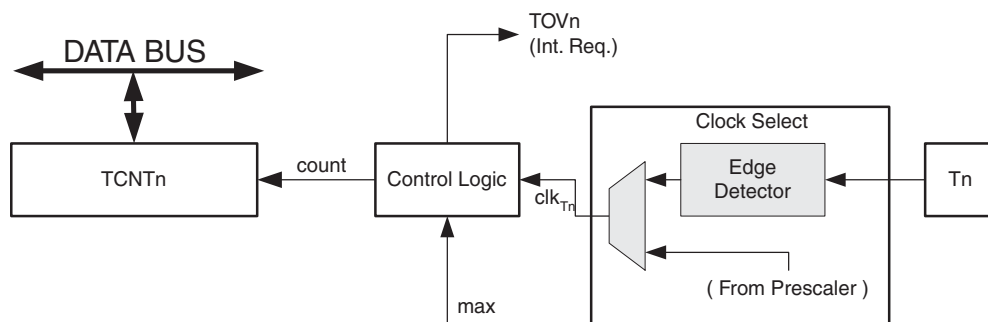 TOVn
(Int. Req.)
DATA BUS
Clock Select
TCNTn
count
Control Logic
clkTn
Edge
Detector
Tn
( From Prescaler )
max